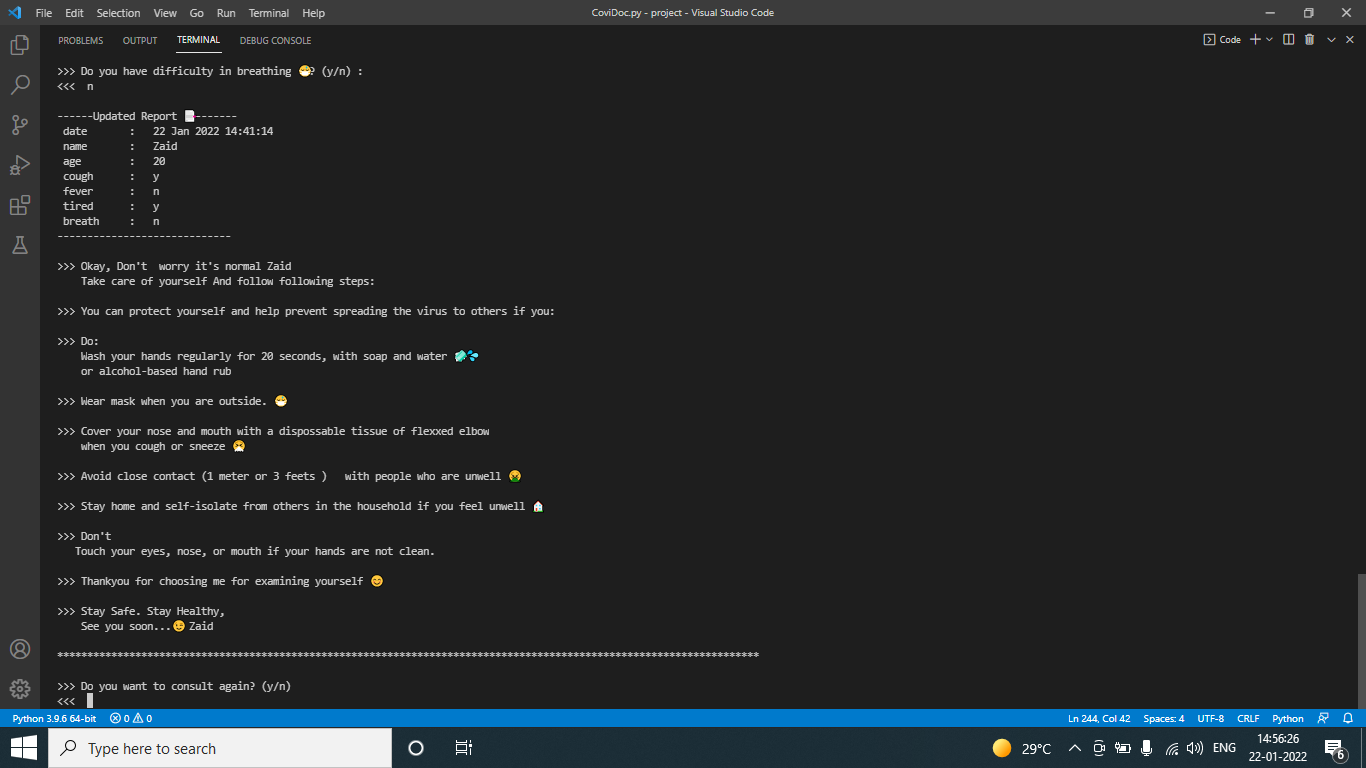 File Edit Selection View Go Run Terminal Help CoviDoc.py - project - Visual Studio Code
PROBLEMS OUTPUT TERMINAL DEBUG CONSOLE Code
>>> Do you have difficulty in breathing 😷? (y/n) :
<<< n
------Updated Report 📑-------
date : 22 Jan 2022 14:41:14
name : Zaid
age : 20
cough : y
fever : n
tired : y
breath : n
-----------------------------
>>> Okay, Don't  worry it's normal Zaid
Take care of yourself And follow following steps:
>>> You can protect yourself and help prevent spreading the virus to others if you:
>>> Do:
Wash your hands regularly for 20 seconds, with soap and water 🧼💦
or alcohol-based hand rub
>>> Wear mask when you are outside. 😷
>>> Cover your nose and mouth with a dispossable tissue of flexxed elbow
when you cough or sneeze 🤧
>>> Avoid close contact (1 meter or 3 feets )   with people who are unwell 🤮
>>> Stay home and self-isolate from others in the household if you feel unwell 🏠
>>> Don't
Touch your eyes, nose, or mouth if your hands are not clean.
>>> Thankyou for choosing me for examining yourself 😊
>>> Stay Safe. Stay Healthy,
See you soon...😉 Zaid
*********************************************************************************************************************
>>> Do you want to consult again? (y/n)
<<<
Python 3.9.6 64-bit 0 0 Ln 244, Col 42 Spaces: 4 UTF-8 CRLF Python
Type here to search 29°C ENG 14:56:26
22-01-2022 6